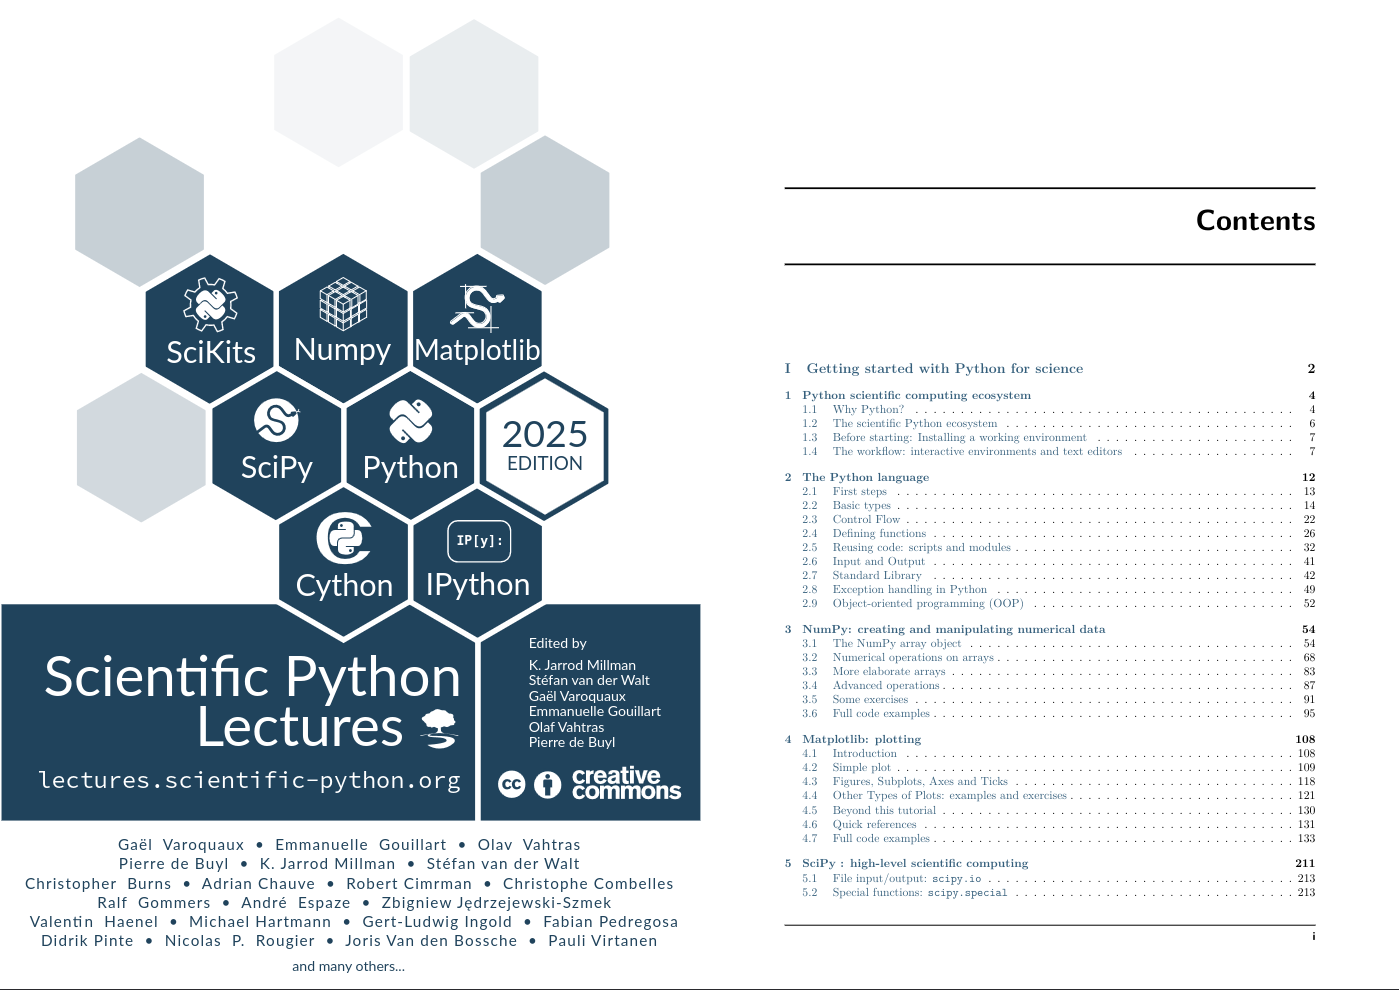 SciKits
Numpy
Matplotlib
SciPy
Python
2025
EDITION
Cython
IP[y]:
IPython
Scientific Python
Lectures
lectures.scientific-python.org
Edited by
K. Jarrod Millman
Stéfan van der Walt
Gaël Varoquaux
Emmanuelle Gouillart
Olaf Vahtras
Pierre de Buyl
cc
creative
commons
Gaël Varoquaux • Emmanuelle Gouillart • Olav Vahtras
Pierre de Buyl • K. Jarrod Millman • Stéfan van der Walt
Christopher Burns • Adrian Chauve • Robert Cimrman • Christophe Combelles
Ralf Gommers • André Espaze • Zbigniew Jędrzejewski-Szmek
Valentin Haenel • Michael Hartmann • Gert-Ludwig Ingold • Fabian Pedregosa
Didrik Pinte • Nicolas P. Rougier • Joris Van den Bossche • Pauli Virtanen
and many others...
Contents
I Getting started with Python for science 2
1 Python scientific computing ecosystem 4
1.1 Why Python? 4
1.2 The scientific Python ecosystem 6
1.3 Before starting: Installing a working environment 7
1.4 The workflow: interactive environments and text editors 7
2 The Python language 12
2.1 First steps 13
2.2 Basic types 14
2.3 Control Flow 22
2.4 Defining functions 26
2.5 Reusing code: scripts and modules 32
2.6 Input and Output 41
2.7 Standard Library 42
2.8 Exception handling in Python 49
2.9 Object-oriented programming (OOP) 52
3 NumPy: creating and manipulating numerical data 54
3.1 The NumPy array object 54
3.2 Numerical operations on arrays 68
3.3 More elaborate arrays 83
3.4 Advanced operations 87
3.5 Some exercises 91
3.6 Full code examples 95
4 Matplotlib: plotting 108
4.1 Introduction 108
4.2 Simple plot 109
4.3 Figures, Subplots, Axes and Ticks 118
4.4 Other Types of Plots: examples and exercises 121
4.5 Beyond this tutorial 130
4.6 Quick references 131
4.7 Full code examples 133
5 SciPy : high-level scientific computing 211
5.1 File input/output: scipy.io 213
5.2 Special functions: scipy.special 213
i